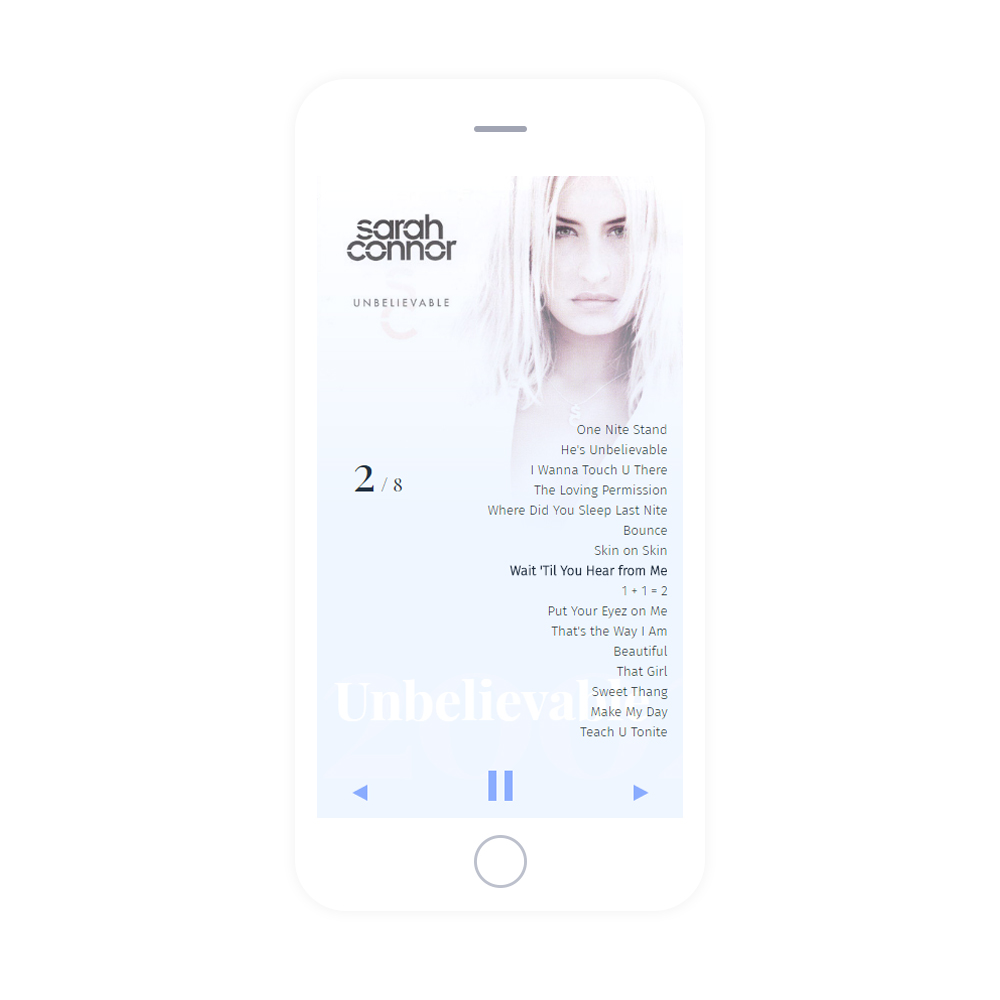 sarah
connor
UNBELIEVABLE
One Nite Stand
He's Unbelievable
I Wanna Touch U There
2 / 8
The Loving Permission
Where Did You Sleep Last Nite
Bounce
Skin on Skin
Wait 'Til You Hear from Me
1 + 1 = 2
Put Your Eyez on Me
That's the Way I Am
Beautiful
That Girl
Sweet Thang
Unbelievable
Make My Day
Teach U Tonite